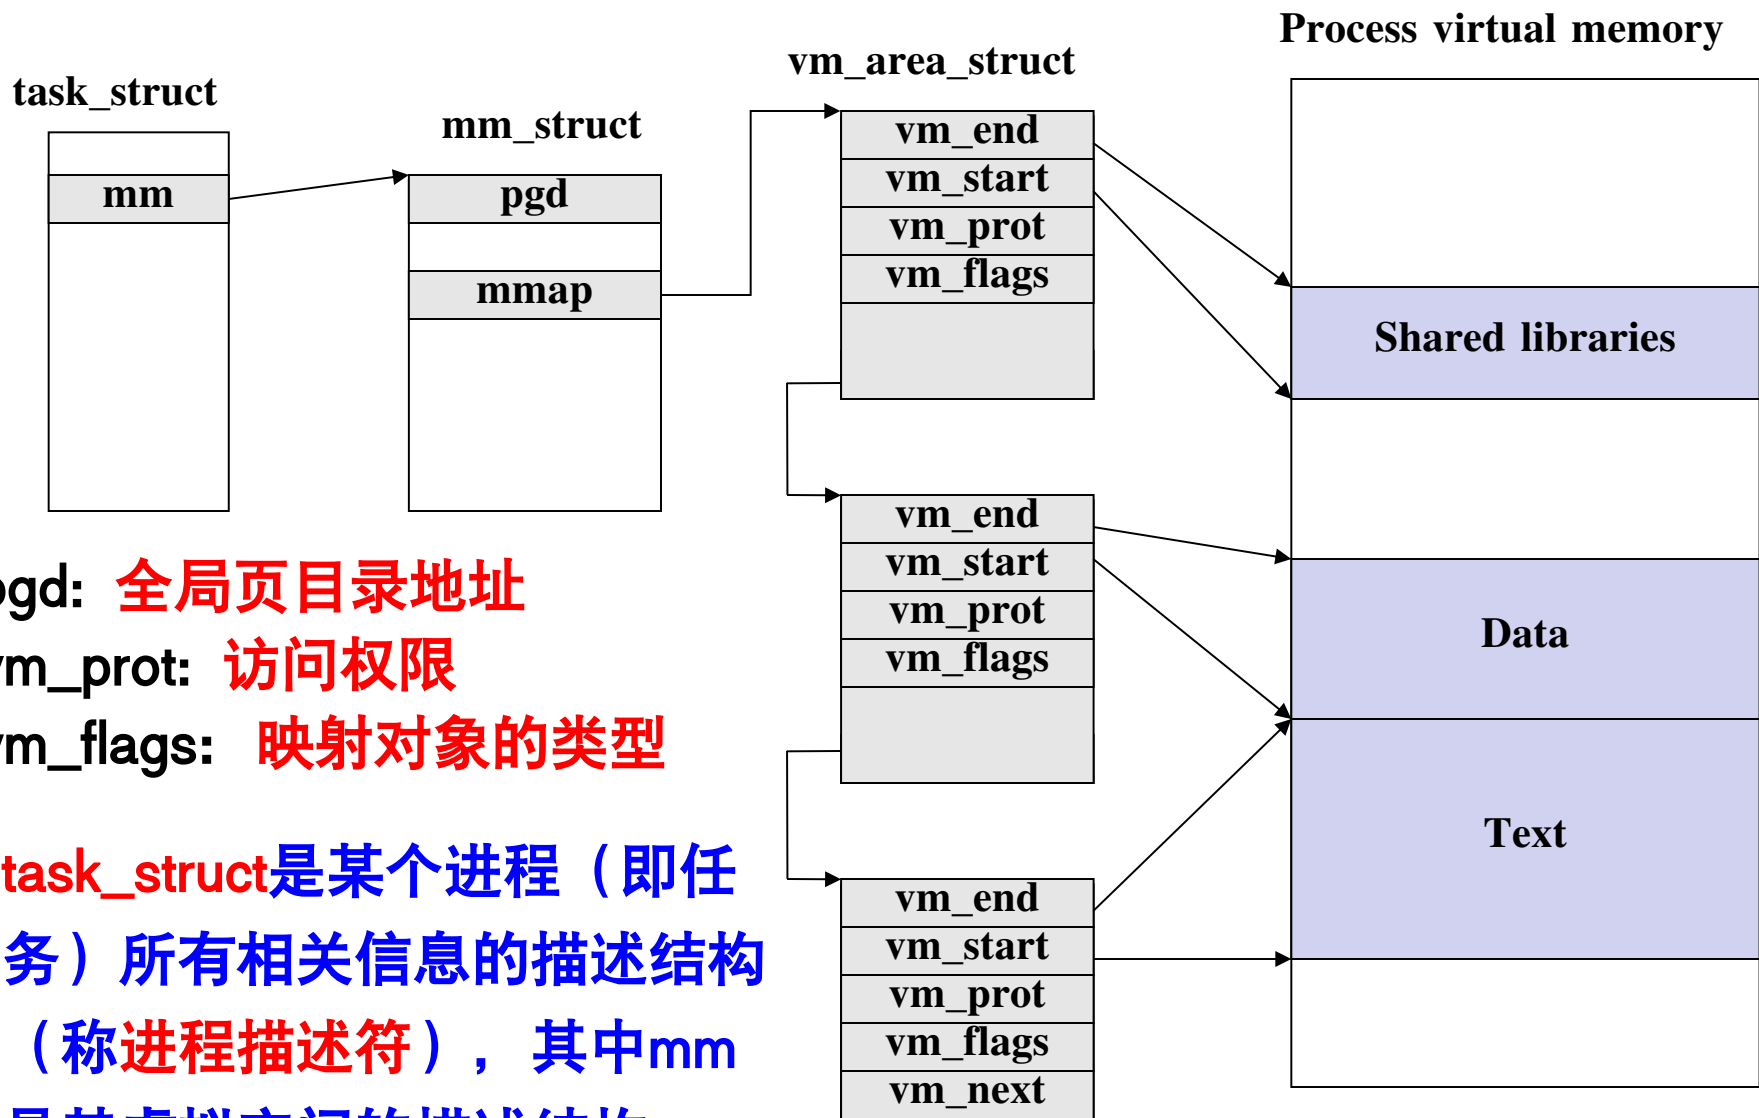 Process virtual memory
vm_area_struct
task_struct
mm_struct
mm
pgd
mmap
vm_end
vm_start
vm_prot
vm_flags
Shared libraries
vm_end
vm_start
vm_prot
vm_flags
Data
Text
vm_end
vm_start
vm_prot
vm_flags
vm_next
pgd: 全局页目录地址
vm_prot: 访问权限
vm_flags: 映射对象的类型
task_struct是某个进程（即任
务）所有相关信息的描述结构
（称进程描述符），其中mm